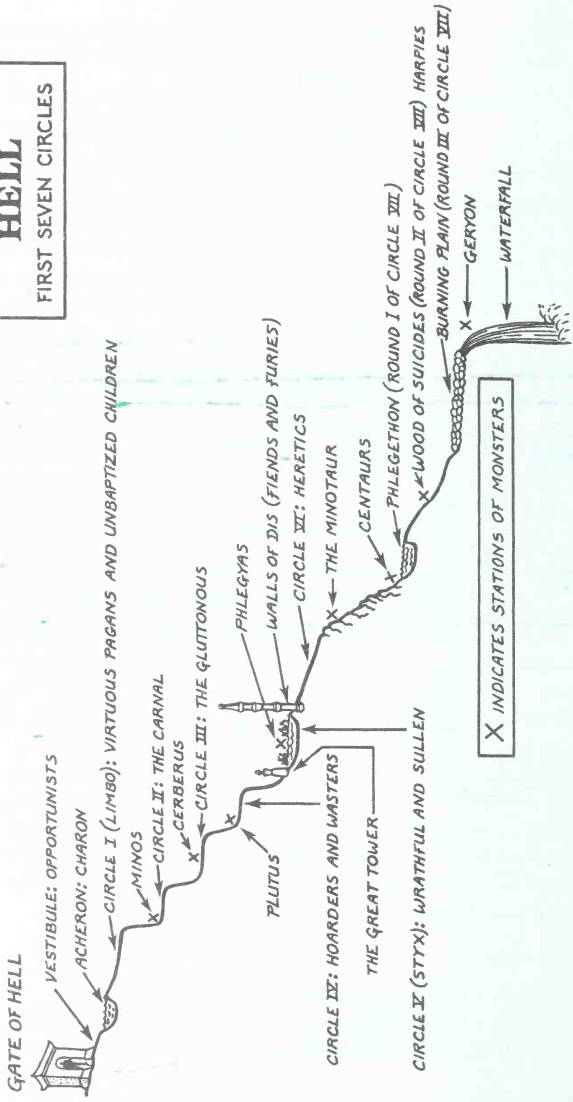 HELL
FIRST SEVEN CIRCLES
GATE OF HELL
VESTIBULE: OPPORTUNISTS
ACHERON: CHARON
CIRCLE I (LIMBO): VIRTUOUS PAGANS AND UNBAPTIZED CHILDREN
MINOS
CIRCLE II: THE CARNAL
CERBERUS
CIRCLE III: THE GLUTTONOUS
PLUTUS
CIRCLE IV: HOARDERS AND WASTERS
THE GREAT TOWER
CIRCLE V (STYX): WRATHFUL AND SULLEN
PHLEGYAS
WALLS OF DIS (FIENDS AND FURIES)
CIRCLE VI: HERETICS
THE MINOTAUR
CENTAURS
PHLEGETHON (ROUND I OF CIRCLE VII)
WOOD OF SUICIDES (ROUND II OF CIRCLE VII) HARPIES
BURNING PLAIN (ROUND III OF CIRCLE VII)
GERYON
WATERFALL
X INDICATES STATIONS OF MONSTERS